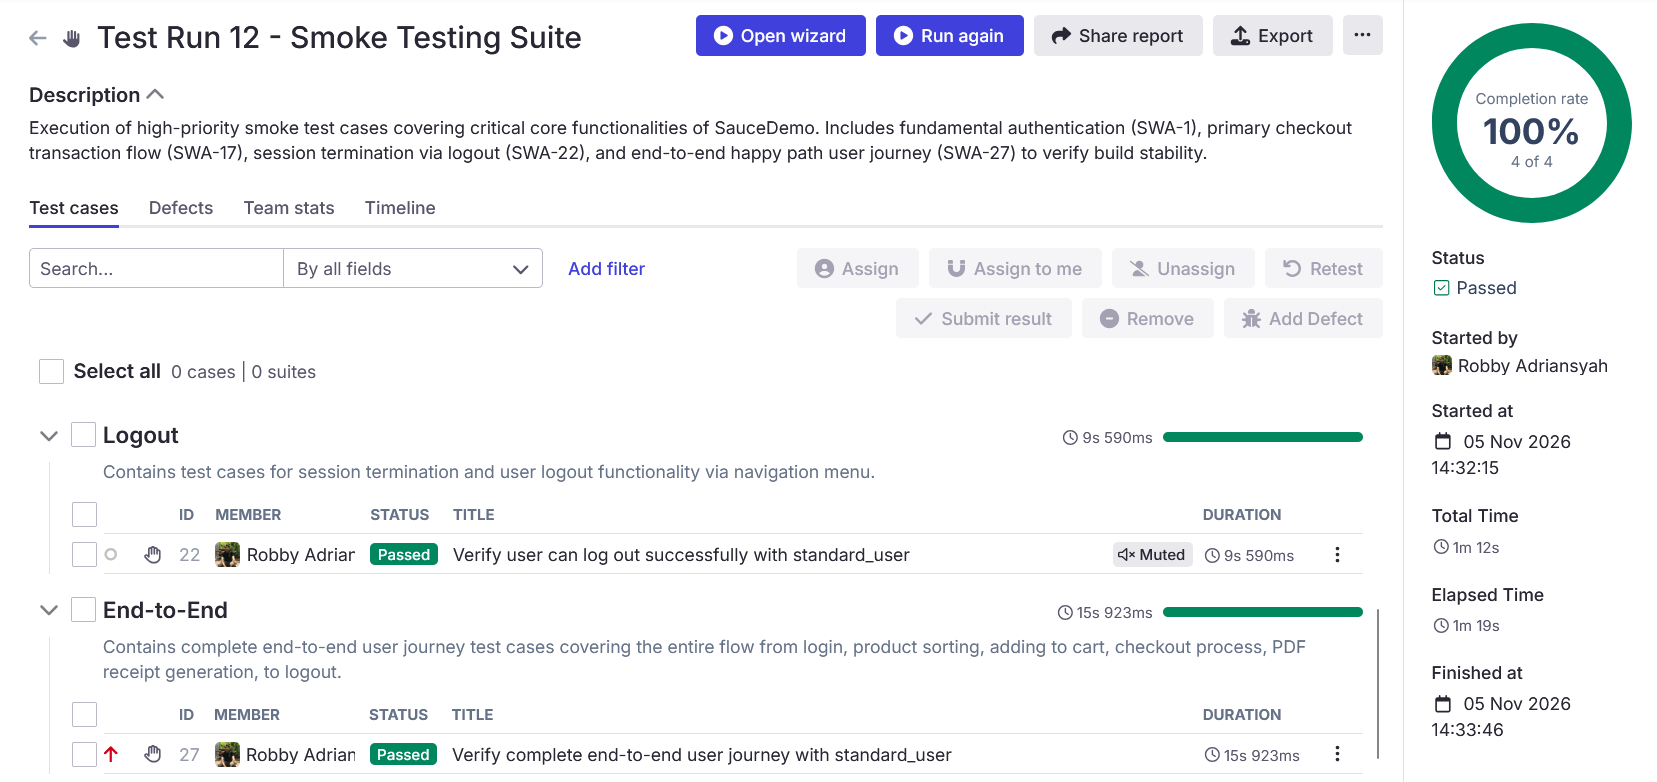 Test Run 12 - Smoke Testing Suite
Open wizard
Run again
Share report
Export
Description
Execution of high-priority smoke test cases covering critical core functionalities of SauceDemo. Includes fundamental authentication (SWA-1), primary checkout
transaction flow (SWA-17), session termination via logout (SWA-22), and end-to-end happy path user journey (SWA-27) to verify build stability.
Test cases Defects Team stats Timeline
Search... By all fields Add filter
Assign Assign to me Unassign Retest
Submit result Remove Add Defect
Select all 0 cases | 0 suites
Logout 9s 590ms
Contains test cases for session termination and user logout functionality via navigation menu.
ID MEMBER STATUS TITLE DURATION
22 Robby Adrian Passed Verify user can log out successfully with standard_user Muted 9s 590ms
End-to-End 15s 923ms
Contains complete end-to-end user journey test cases covering the entire flow from login, product sorting, adding to cart, checkout process, PDF
receipt generation, to logout.
ID MEMBER STATUS TITLE DURATION
27 Robby Adrian Passed Verify complete end-to-end user journey with standard_user 15s 923ms
Completion rate
100%
4 of 4
Status
Passed
Started by
Robby Adriansyah
Started at
05 Nov 2026
14:32:15
Total Time
1m 12s
Elapsed Time
1m 19s
Finished at
05 Nov 2026
14:33:46